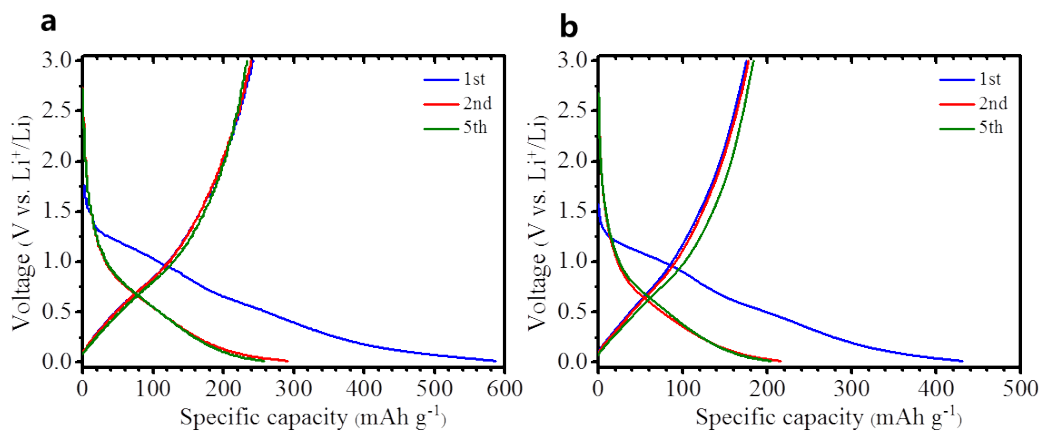 a
3.0
2.5
2.0
1.5
1.0
0.5
0.0
Voltage (V vs. Li⁺/Li)
1st
2nd
5th
0 100 200 300 400 500 600
Specific capacity (mAh g⁻¹)
b
3.0
2.5
2.0
1.5
1.0
0.5
0.0
Voltage (V vs. Li⁺/Li)
1st
2nd
5th
0 100 200 300 400 500
Specific capacity (mAh g⁻¹)